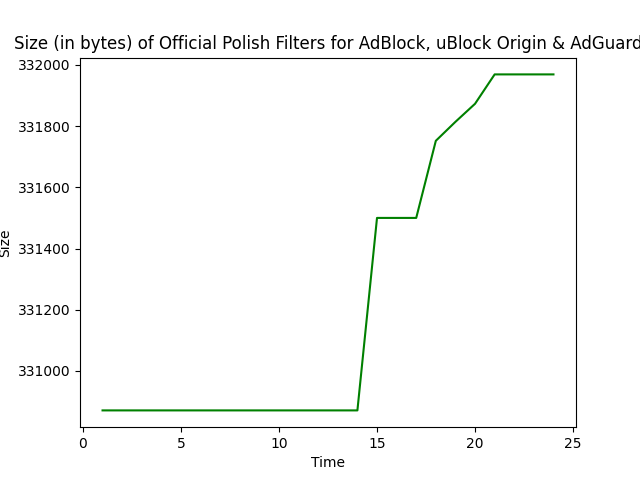 Size (in bytes) of Official Polish Filters for AdBlock, uBlock Origin & AdGuard
332000
331800
331600
331400
331200
331000
Size
0 5 10 15 20 25
Time